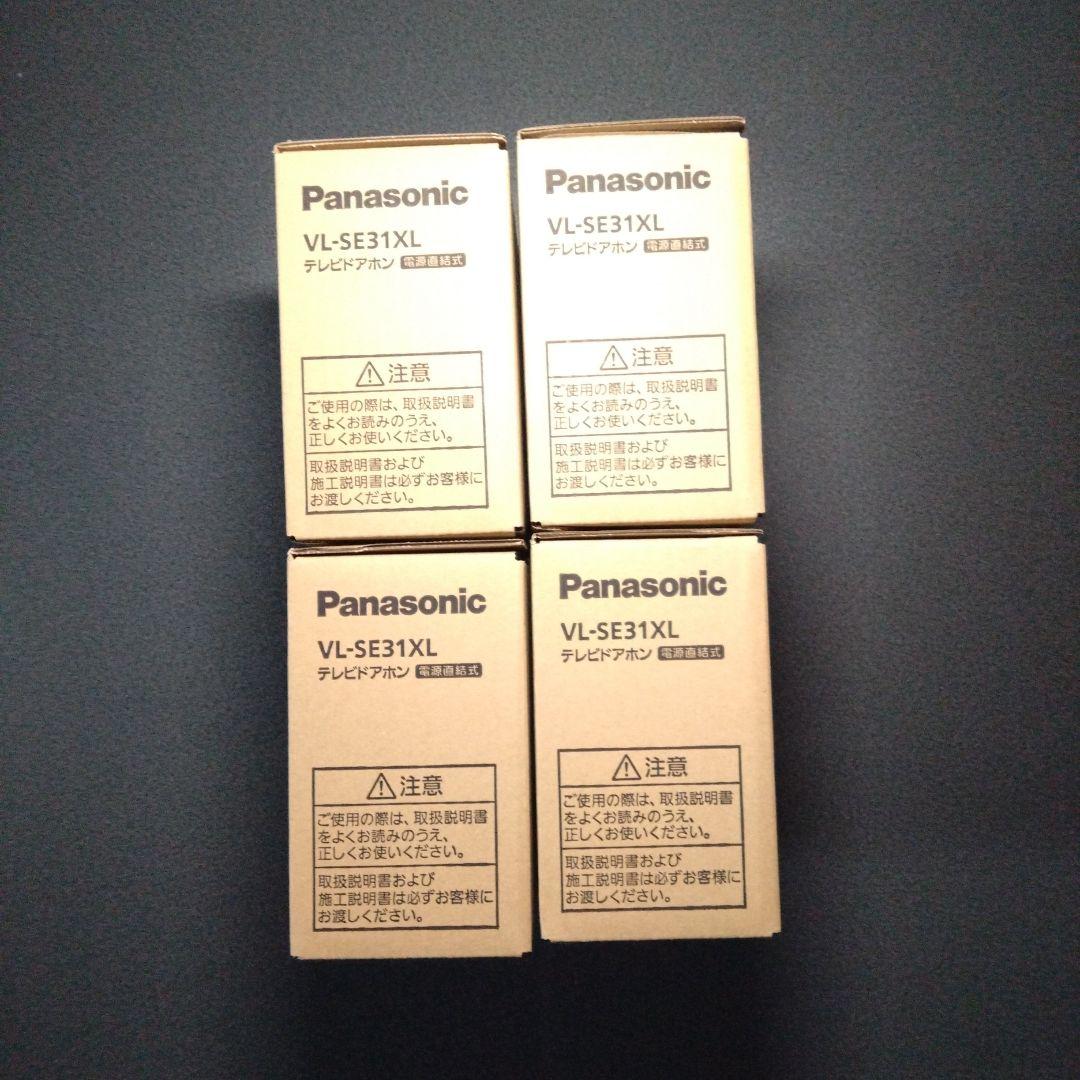 Panasonic
VL-SE31XL
テレビドアホン 電源直結式
⚠注意
ご使用の際は、取扱説明書
をよくお読みのうえ、
正しくお使いください。
取扱説明書および
施工説明書は必ずお客様に
お渡しください。
Panasonic
VL-SE31XL
テレビドアホン 電源直結式
⚠注意
ご使用の際は、取扱説明書
をよくお読みのうえ、
正しくお使いください。
取扱説明書および
施工説明書は必ずお客様に
お渡しください。
Panasonic
VL-SE31XL
テレビドアホン 電源直結式
⚠注意
ご使用の際は、取扱説明書
をよくお読みのうえ、
正しくお使いください。
取扱説明書および
施工説明書は必ずお客様に
お渡しください。
Panasonic
VL-SE31XL
テレビドアホン 電源直結式
⚠注意
ご使用の際は、取扱説明書
をよくお読みのうえ、
正しくお使いください。
取扱説明書および
施工説明書は必ずお客様に
お渡しください。